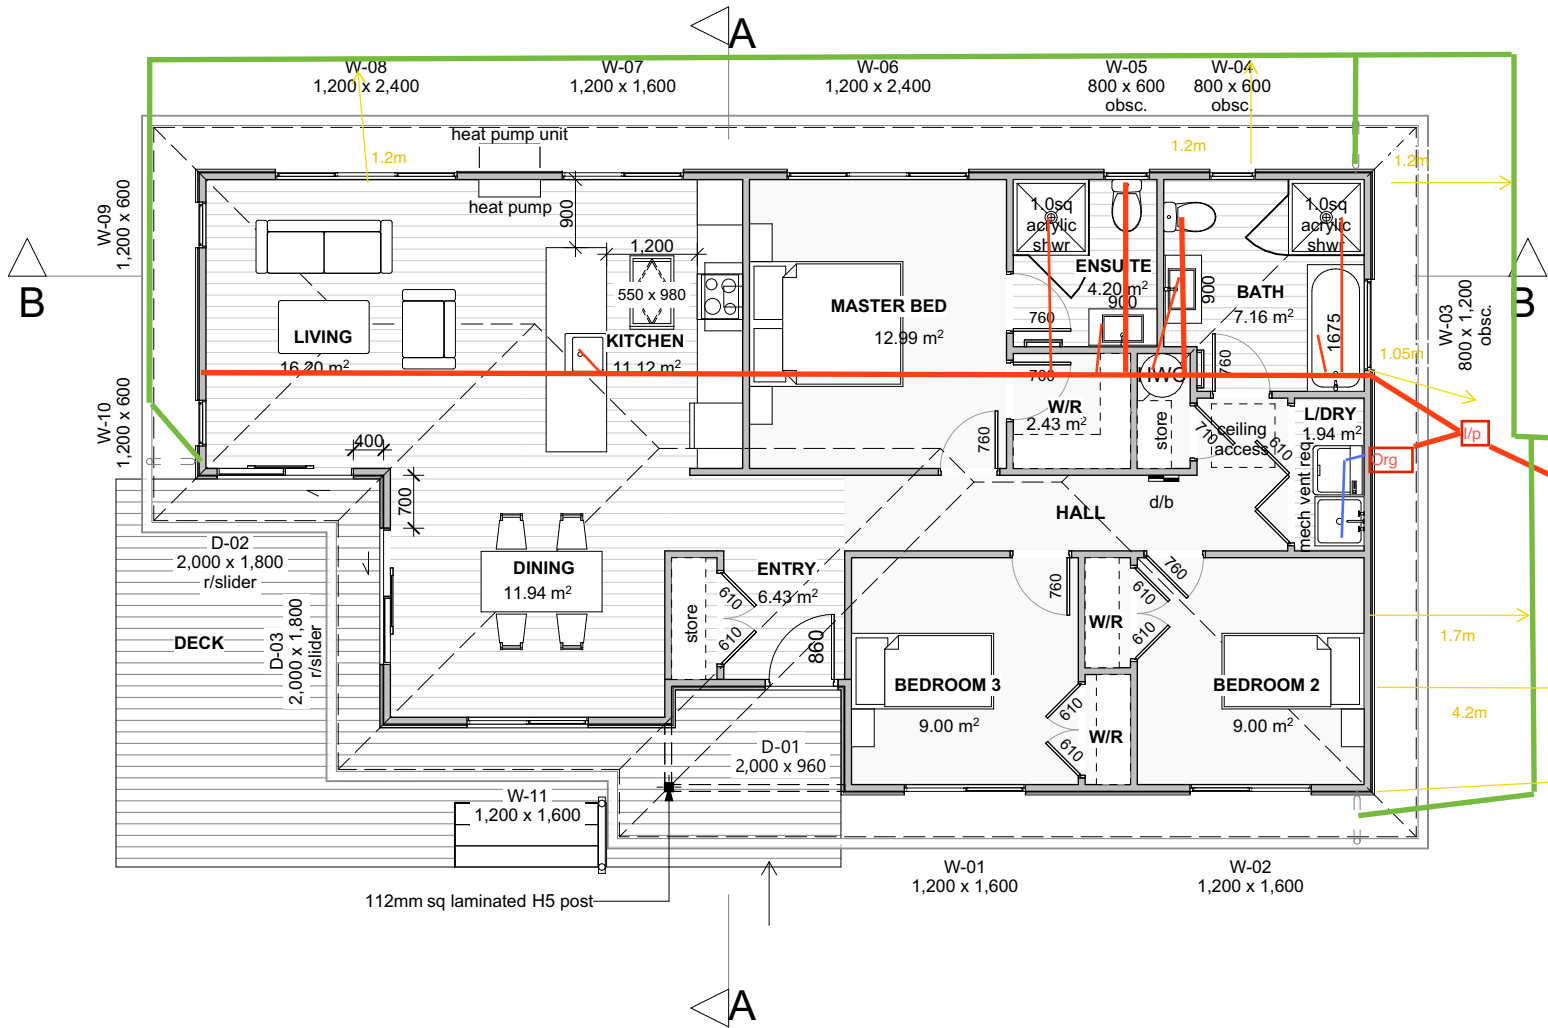 A
W-08
1,200 x 2,400
W-07
1,200 x 1,600
W-06
1,200 x 2,400
W-05
800 x 600
obsc.
W-04
800 x 600
obsc.
heat pump unit
1.2m
1.2m
1.2m
W-09
1,200 x 600
heat pump
900
1,200
550 x 980
1.0sq
acrylic
shwr
1.0sq
acrylic
shwr
B
B
LIVING
16.20 m²
KITCHEN
11.12 m²
MASTER BED
12.99 m²
ENSUITE
4.20 m²
900
760
900
BATH
7.16 m²
1675
W-03
800 x 1,200
obsc.
1.05m
W-10
1,200 x 600
400
700
760
760
W/R
2.43 m²
HWC
store
760
710
ceiling
access
610
L/DRY
1.94 m²
mech vent req
Org
I/p
d/b
HALL
D-02
2,000 x 1,800
r/slider
DINING
11.94 m²
ENTRY
6.43 m²
store
610
610
860
760
760
610
610
W/R
DECK
D-03
2,000 x 1,800
r/slider
1.7m
BEDROOM 3
9.00 m²
610
610
W/R
BEDROOM 2
9.00 m²
4.2m
D-01
2,000 x 960
W-11
1,200 x 1,600
112mm sq laminated H5 post
W-01
1,200 x 1,600
W-02
1,200 x 1,600
A